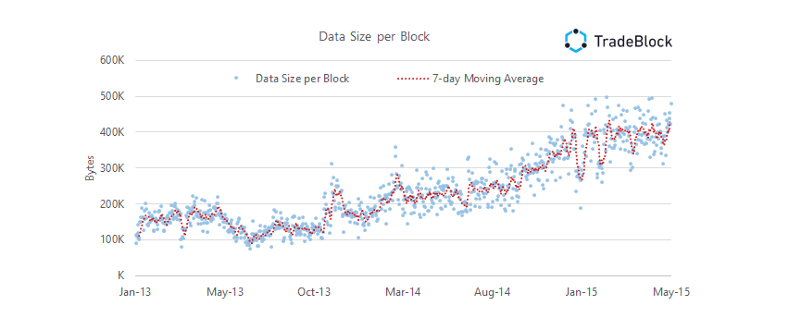 Data Size per Block
TradeBlock
600K
Data Size per Block
7-day Moving Average
500K
400K
300K
200K
100K
K
Bytes
Jan-13
May-13
Oct-13
Mar-14
Aug-14
Jan-15
May-15